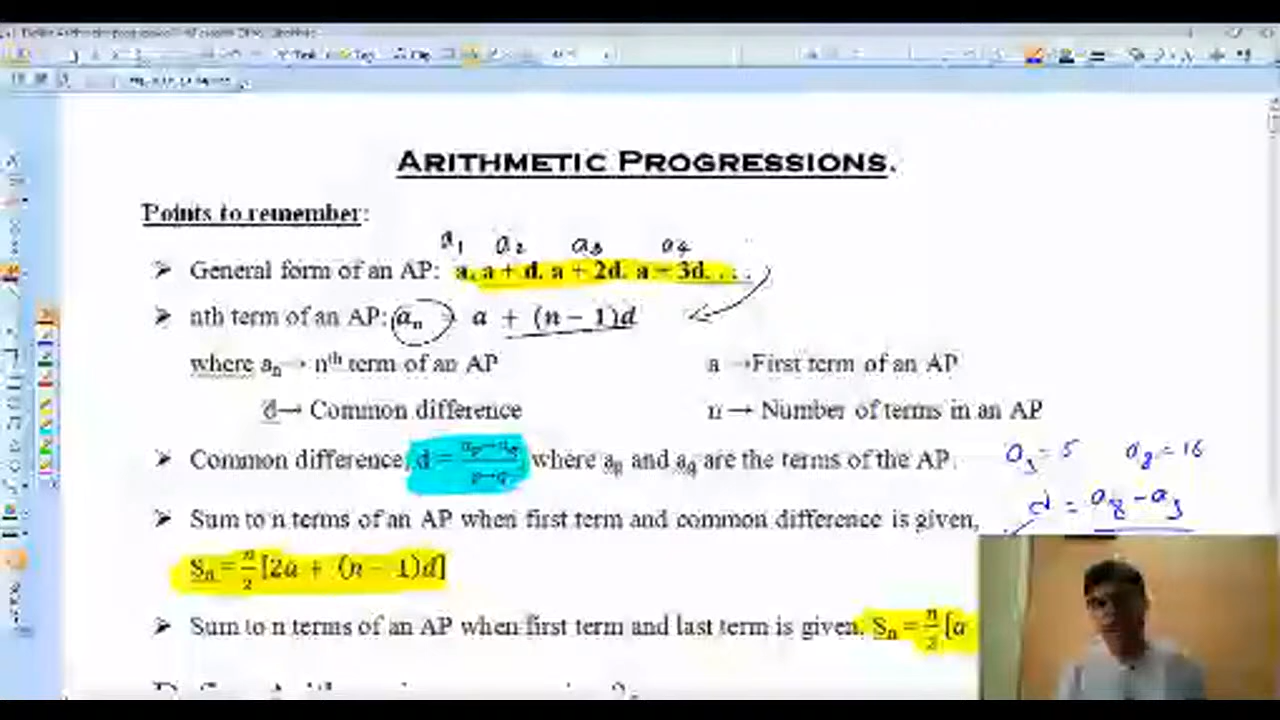 ARITHMETIC PROGRESSIONS.
Points to remember:
a₁ a₂ a₃ a₄
➢ General form of an AP: a, a + d, a + 2d, a + 3d, . . .
➢ nth term of an AP: aₙ = a + (n − 1)d
where aₙ → nᵗʰ term of an AP a → First term of an AP
d → Common difference n → Number of terms in an AP
➢ Common difference, d = where aₚ and a_q are the terms of the AP. a₃ = 5 a₈ = 16
d = a₈ − a₃
➢ Sum to n terms of an AP when first term and common difference is given,
Sₙ = n/2 [2a + (n − 1)d]
➢ Sum to n terms of an AP when first term and last term is given. Sₙ = n/2 [a